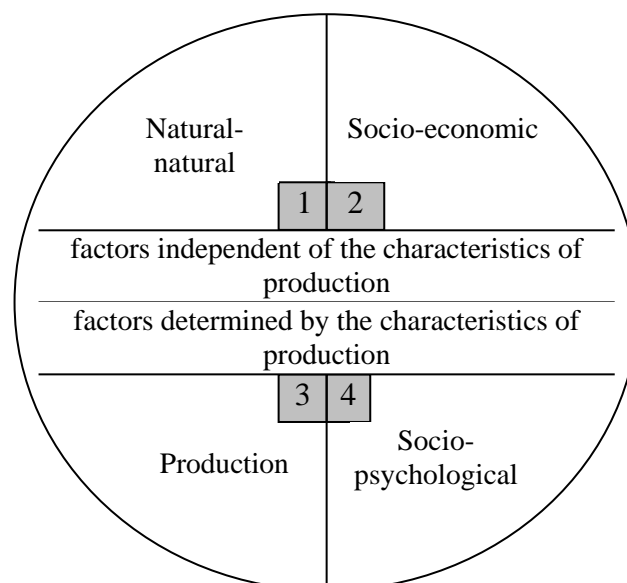 Natural-
natural
Socio-economic
1
2
factors independent of the characteristics of
production
factors determined by the characteristics of
production
3
4
Production
Socio-
psychological